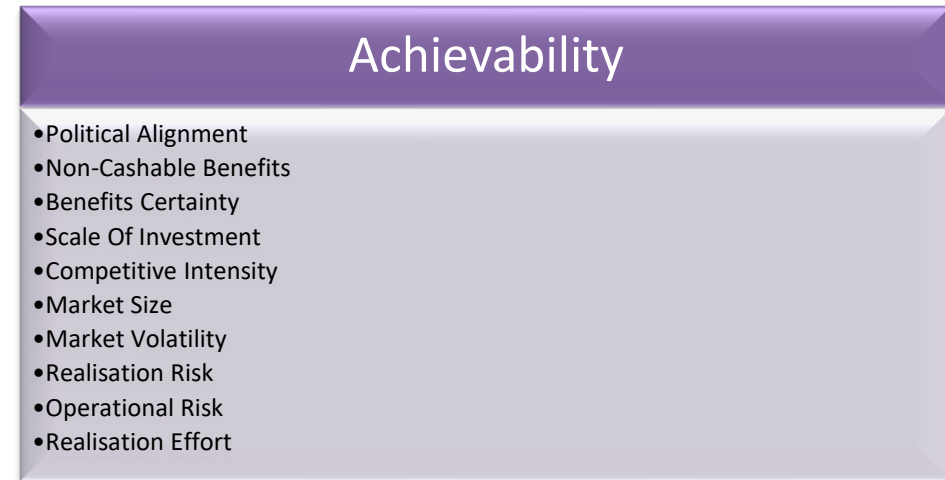 Achievability
•Political Alignment
•Non-Cashable Benefits
•Benefits Certainty
•Scale Of Investment
•Competitive Intensity
•Market Size
•Market Volatility
•Realisation Risk
•Operational Risk
•Realisation Effort